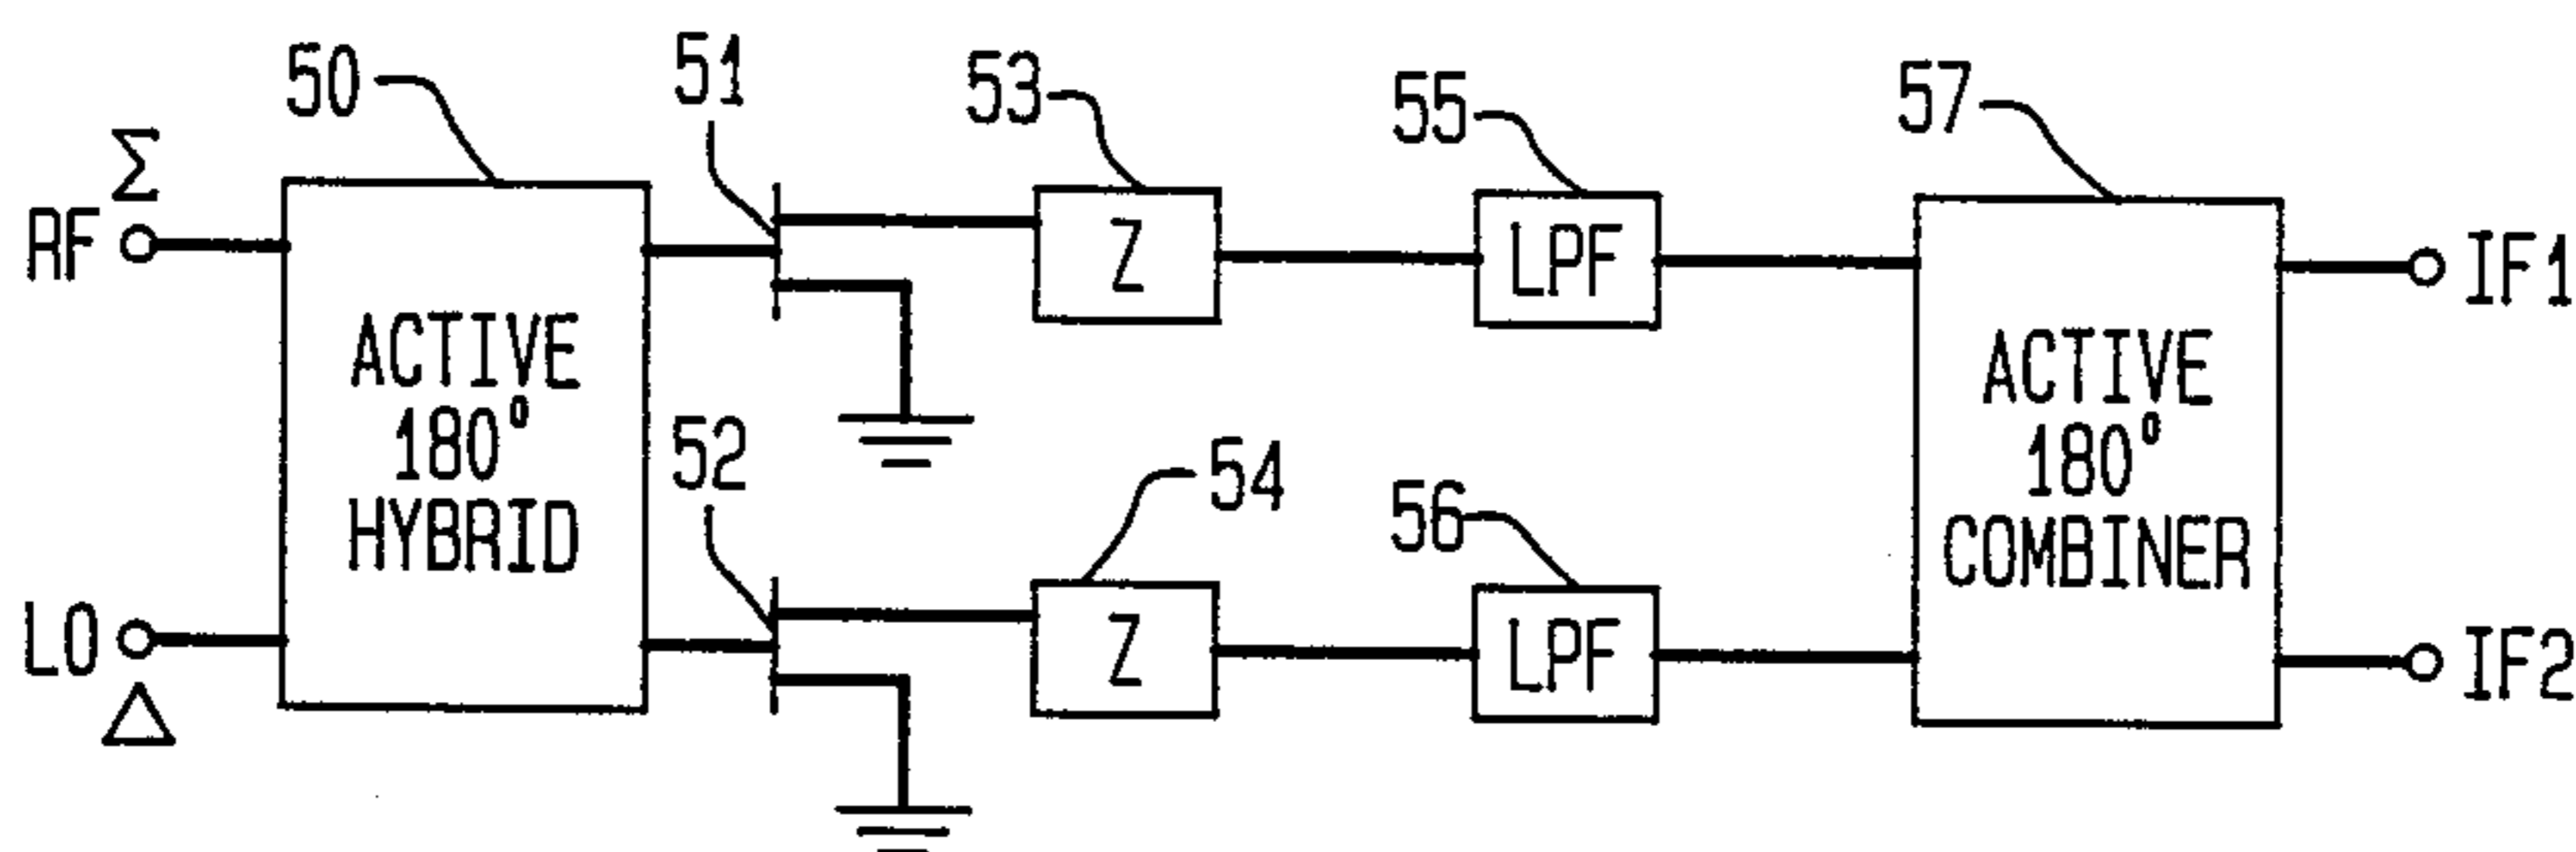 50
51
53
55
57
Σ
RF
ACTIVE
180°
HYBRID
LO
Δ
52
Z
LPF
54
56
Z
LPF
ACTIVE
180°
COMBINER
IF1
IF2